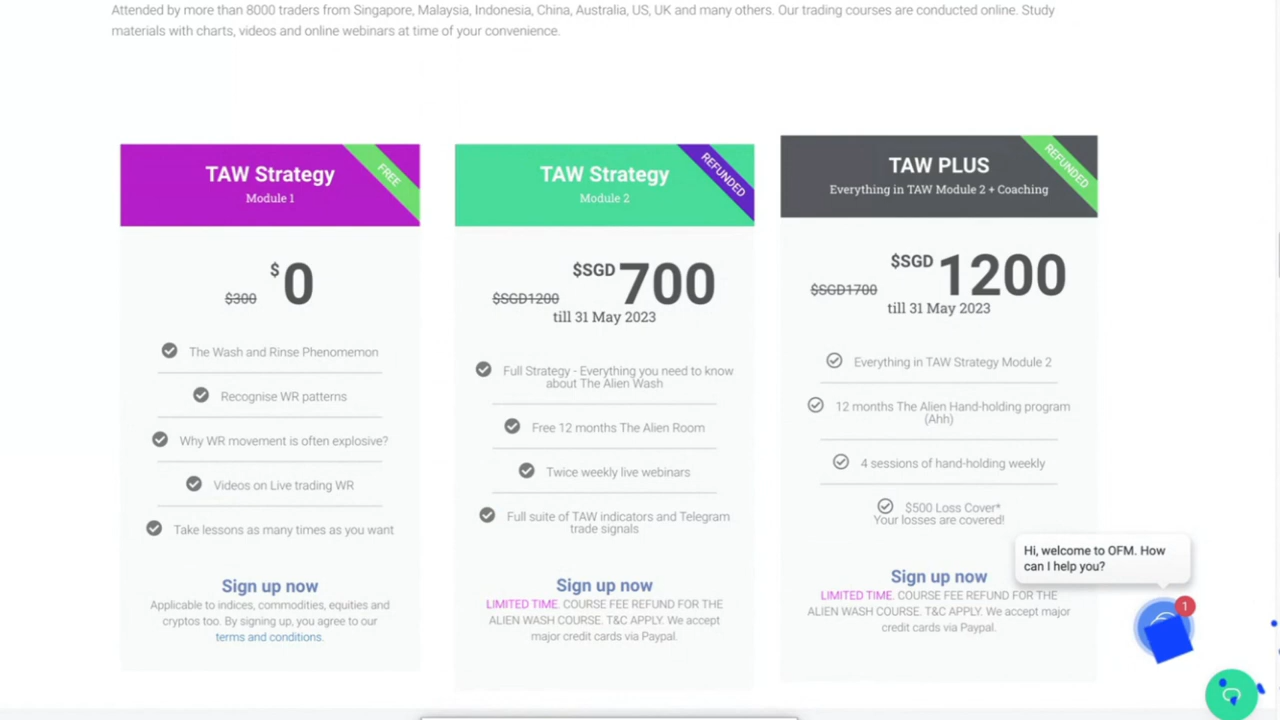 Attended by more than 8000 traders from Singapore, Malaysia, Indonesia, China, Australia, US, UK and many others. Our trading courses are conducted online. Study
materials with charts, videos and online webinars at time of your convenience.
TAW Strategy
Module 1
FREE
$300 $0
The Wash and Rinse Phenomemon
Recognise WR patterns
Why WR movement is often explosive?
Videos on Live trading WR
Take lessons as many times as you want
Sign up now
Applicable to indices, commodities, equities and
cryptos too. By signing up, you agree to our
terms and conditions.
TAW Strategy
Module 2
REFUNDED
$SGD1200 $SGD 700
till 31 May 2023
Full Strategy - Everything you need to know
about The Alien Wash
Free 12 months The Alien Room
Twice weekly live webinars
Full suite of TAW indicators and Telegram
trade signals
Sign up now
LIMITED TIME. COURSE FEE REFUND FOR THE
ALIEN WASH COURSE. T&C APPLY. We accept
major credit cards via Paypal.
TAW PLUS
Everything in TAW Module 2 + Coaching
REFUNDED
$SGD1700 $SGD 1200
till 31 May 2023
Everything in TAW Strategy Module 2
12 months The Alien Hand-holding program
(Ahh)
4 sessions of hand-holding weekly
$500 Loss Cover*
Your losses are covered!
Sign up now
LIMITED TIME. COURSE FEE REFUND FOR THE
ALIEN WASH COURSE. T&C APPLY. We accept major
credit cards via Paypal.
Hi, welcome to OFM. How
can I help you?
1